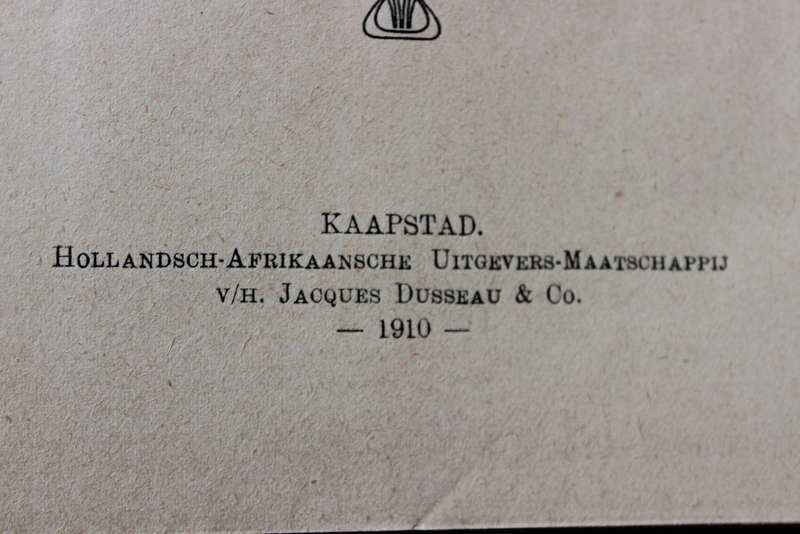 KAAPSTAD.
Hollandsch-Afrikaansche Uitgevers-Maatschappij
v/h. Jacques Dusseau & Co.
— 1910 —